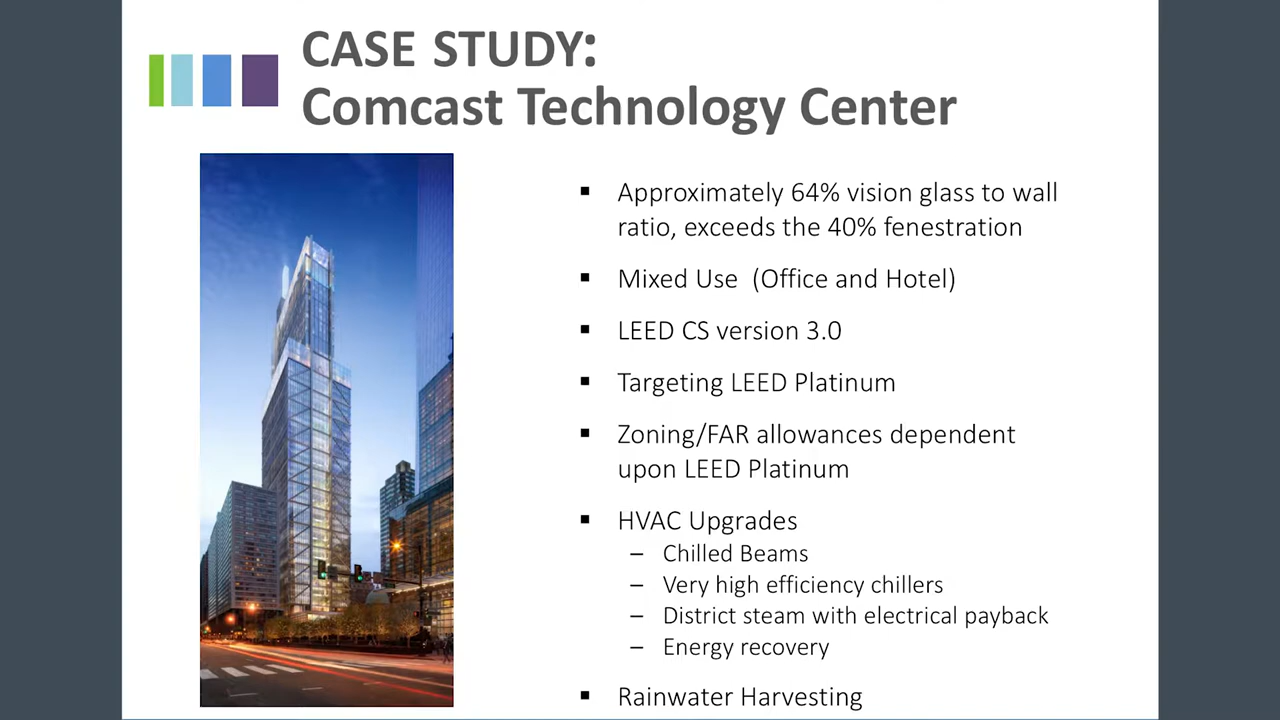 CASE STUDY:
Comcast Technology Center
▪ Approximately 64% vision glass to wall
ratio, exceeds the 40% fenestration
▪ Mixed Use (Office and Hotel)
▪ LEED CS version 3.0
▪ Targeting LEED Platinum
▪ Zoning/FAR allowances dependent
upon LEED Platinum
▪ HVAC Upgrades
– Chilled Beams
– Very high efficiency chillers
– District steam with electrical payback
– Energy recovery
▪ Rainwater Harvesting